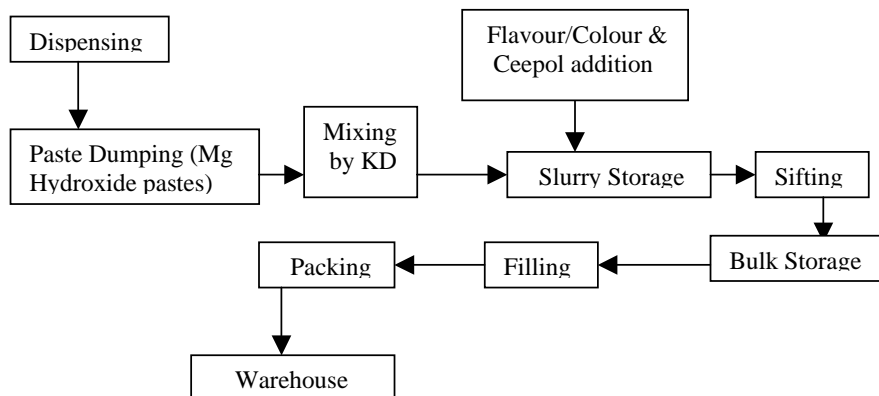 Dispensing
Flavour/Colour &
Ceepol addition
Paste Dumping (Mg
Hydroxide pastes)
Mixing
by KD
Slurry Storage
Sifting
Bulk Storage
Filling
Packing
Warehouse